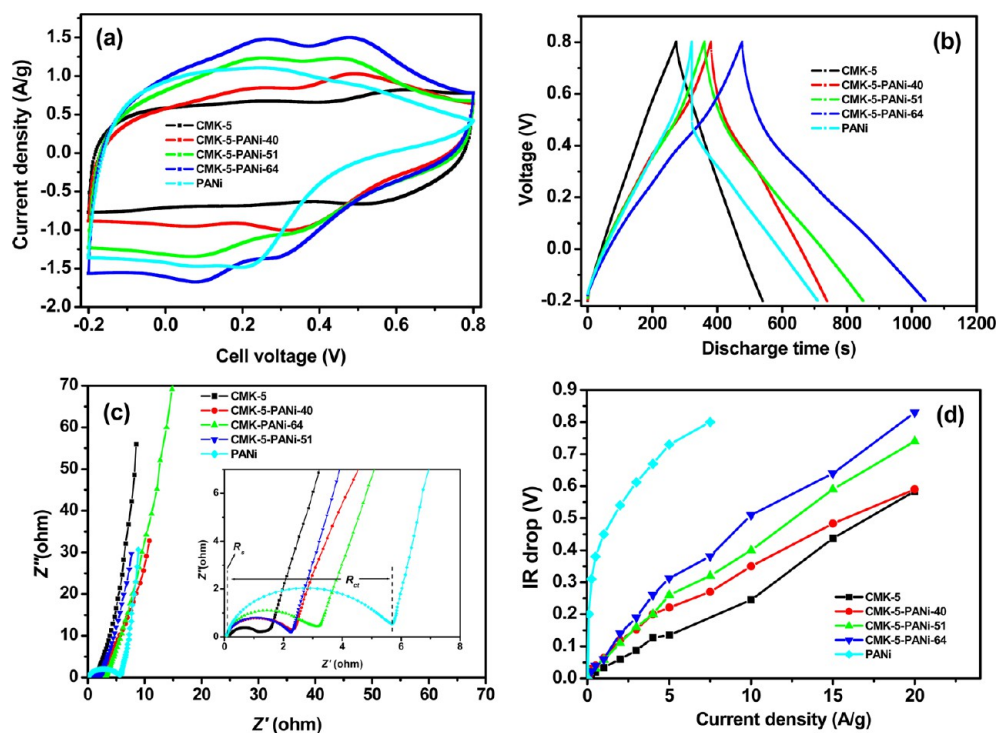 (a)
1.5
1.0
0.5
0.0
-0.5
-1.0
-1.5
-2.0
Current density (A/g)
CMK-5
CMK-5-PANi-40
CMK-5-PANi-51
CMK-5-PANi-64
PANi
-0.2 0.0 0.2 0.4 0.6 0.8
Cell voltage (V)
(b)
0.8
0.4
0.0
-0.2
Voltage (V)
CMK-5
CMK-5-PANi-40
CMK-5-PANi-51
CMK-5-PANi-64
PANi
0 200 400 600 800 1000 1200
Discharge time (s)
(c)
70
60
50
40
30
20
10
0
Z''(ohm)
CMK-5
CMK-5-PANi-40
CMK-PANi-64
CMK-5-PANi-51
PANi
6
4
2
0
Z''(ohm)
Rs
Rct
0 2 4 6 8
Z' (ohm)
0 10 20 30 40 50 60 70
Z' (ohm)
(d)
0.9
0.8
0.7
0.6
0.5
0.4
0.3
0.2
0.1
0.0
IR drop (V)
CMK-5
CMK-5-PANi-40
CMK-5-PANi-51
CMK-5-PANi-64
PANi
0 5 10 15 20
Current density (A/g)